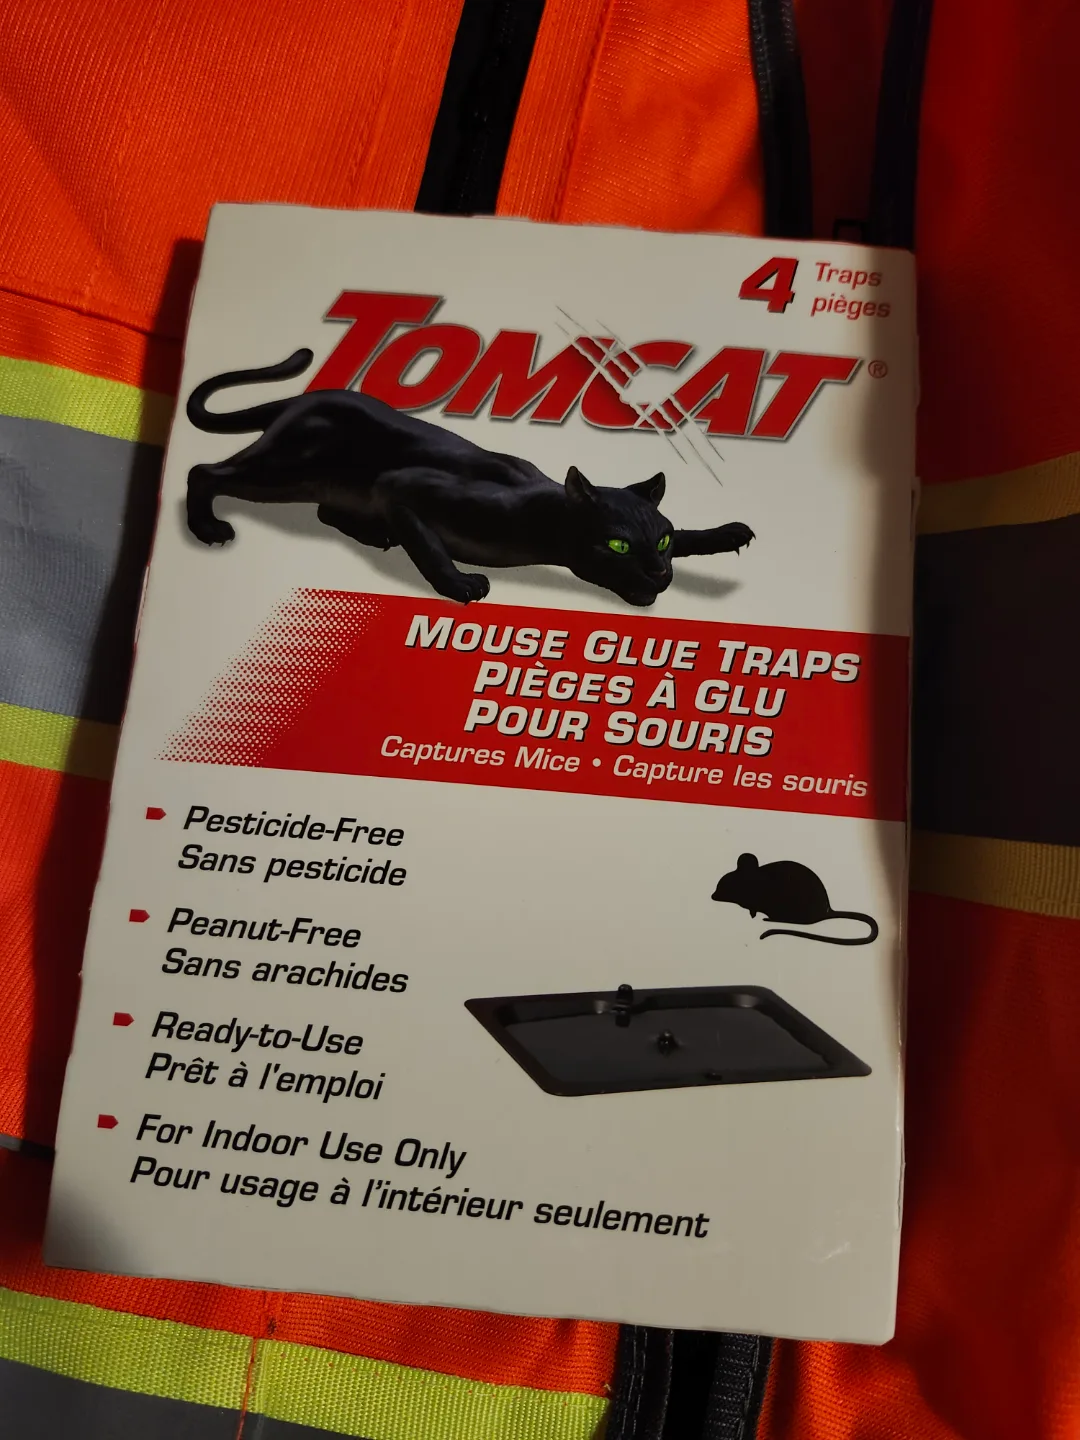 4 Traps
pièges
TOMCAT®
MOUSE GLUE TRAPS
PIÈGES À GLU
POUR SOURIS
Captures Mice • Capture les souris
Pesticide-Free
Sans pesticide
Peanut-Free
Sans arachides
Ready-to-Use
Prêt à l'emploi
For Indoor Use Only
Pour usage à l'intérieur seulement